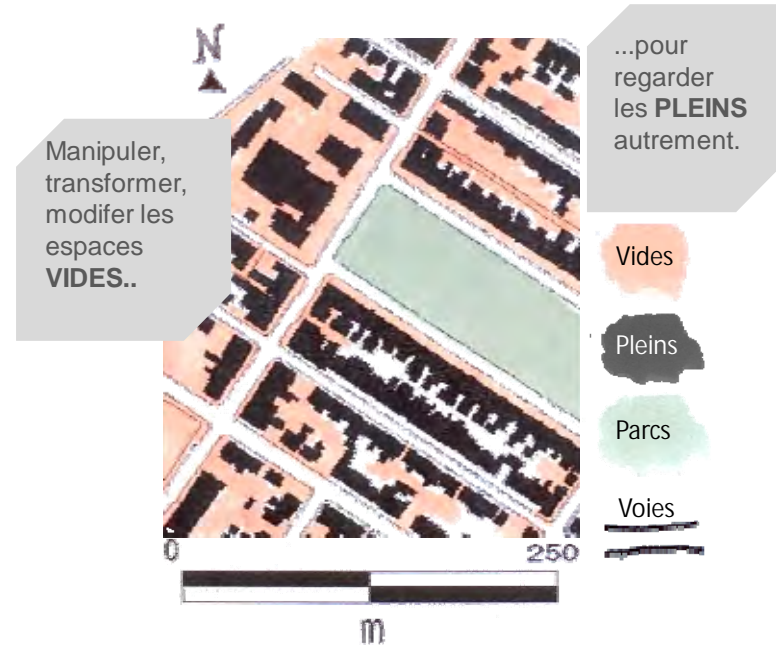 N
Manipuler,
transformer,
modifer les
espaces
VIDES..
...pour
regarder
les PLEINS
autrement.
Vides
Pleins
Parcs
Voies
0 250
m